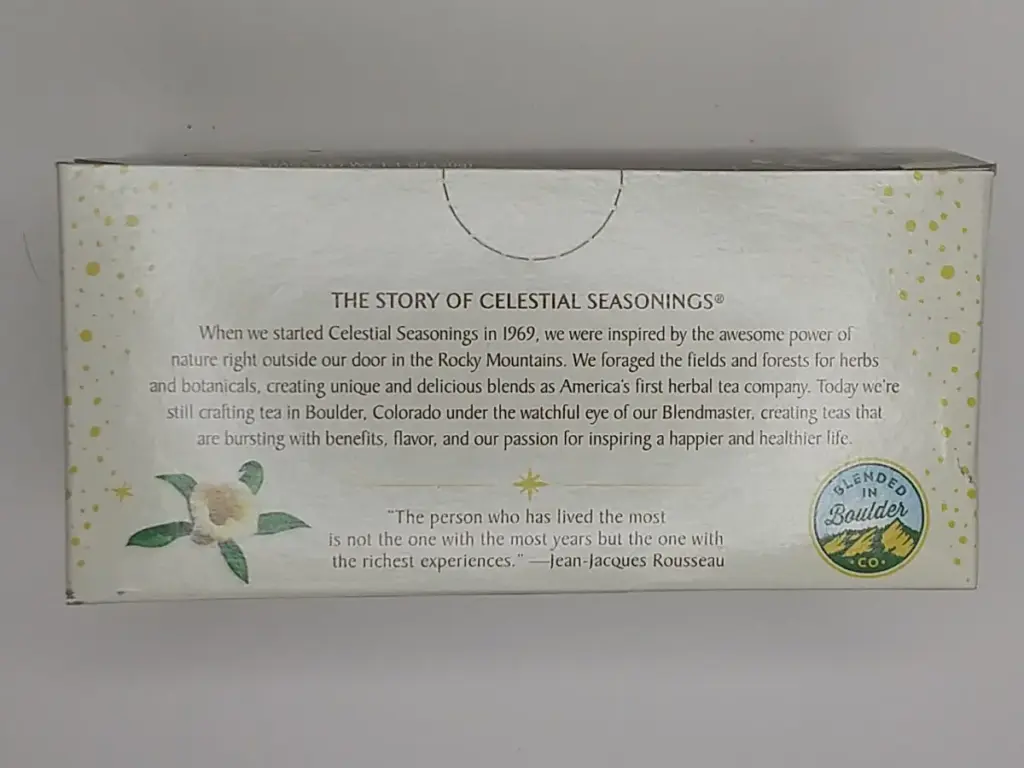 THE STORY OF CELESTIAL SEASONINGS®
When we started Celestial Seasonings in 1969, we were inspired by the awesome power of
nature right outside our door in the Rocky Mountains. We foraged the fields and forests for herbs
and botanicals, creating unique and delicious blends as America's first herbal tea company. Today we're
still crafting tea in Boulder, Colorado under the watchful eye of our Blendmaster, creating teas that
are bursting with benefits, flavor, and our passion for inspiring a happier and healthier life.
"The person who has lived the most
is not the one with the most years but the one with
the richest experiences." —Jean-Jacques Rousseau
BLENDED
IN
Boulder
·CO·